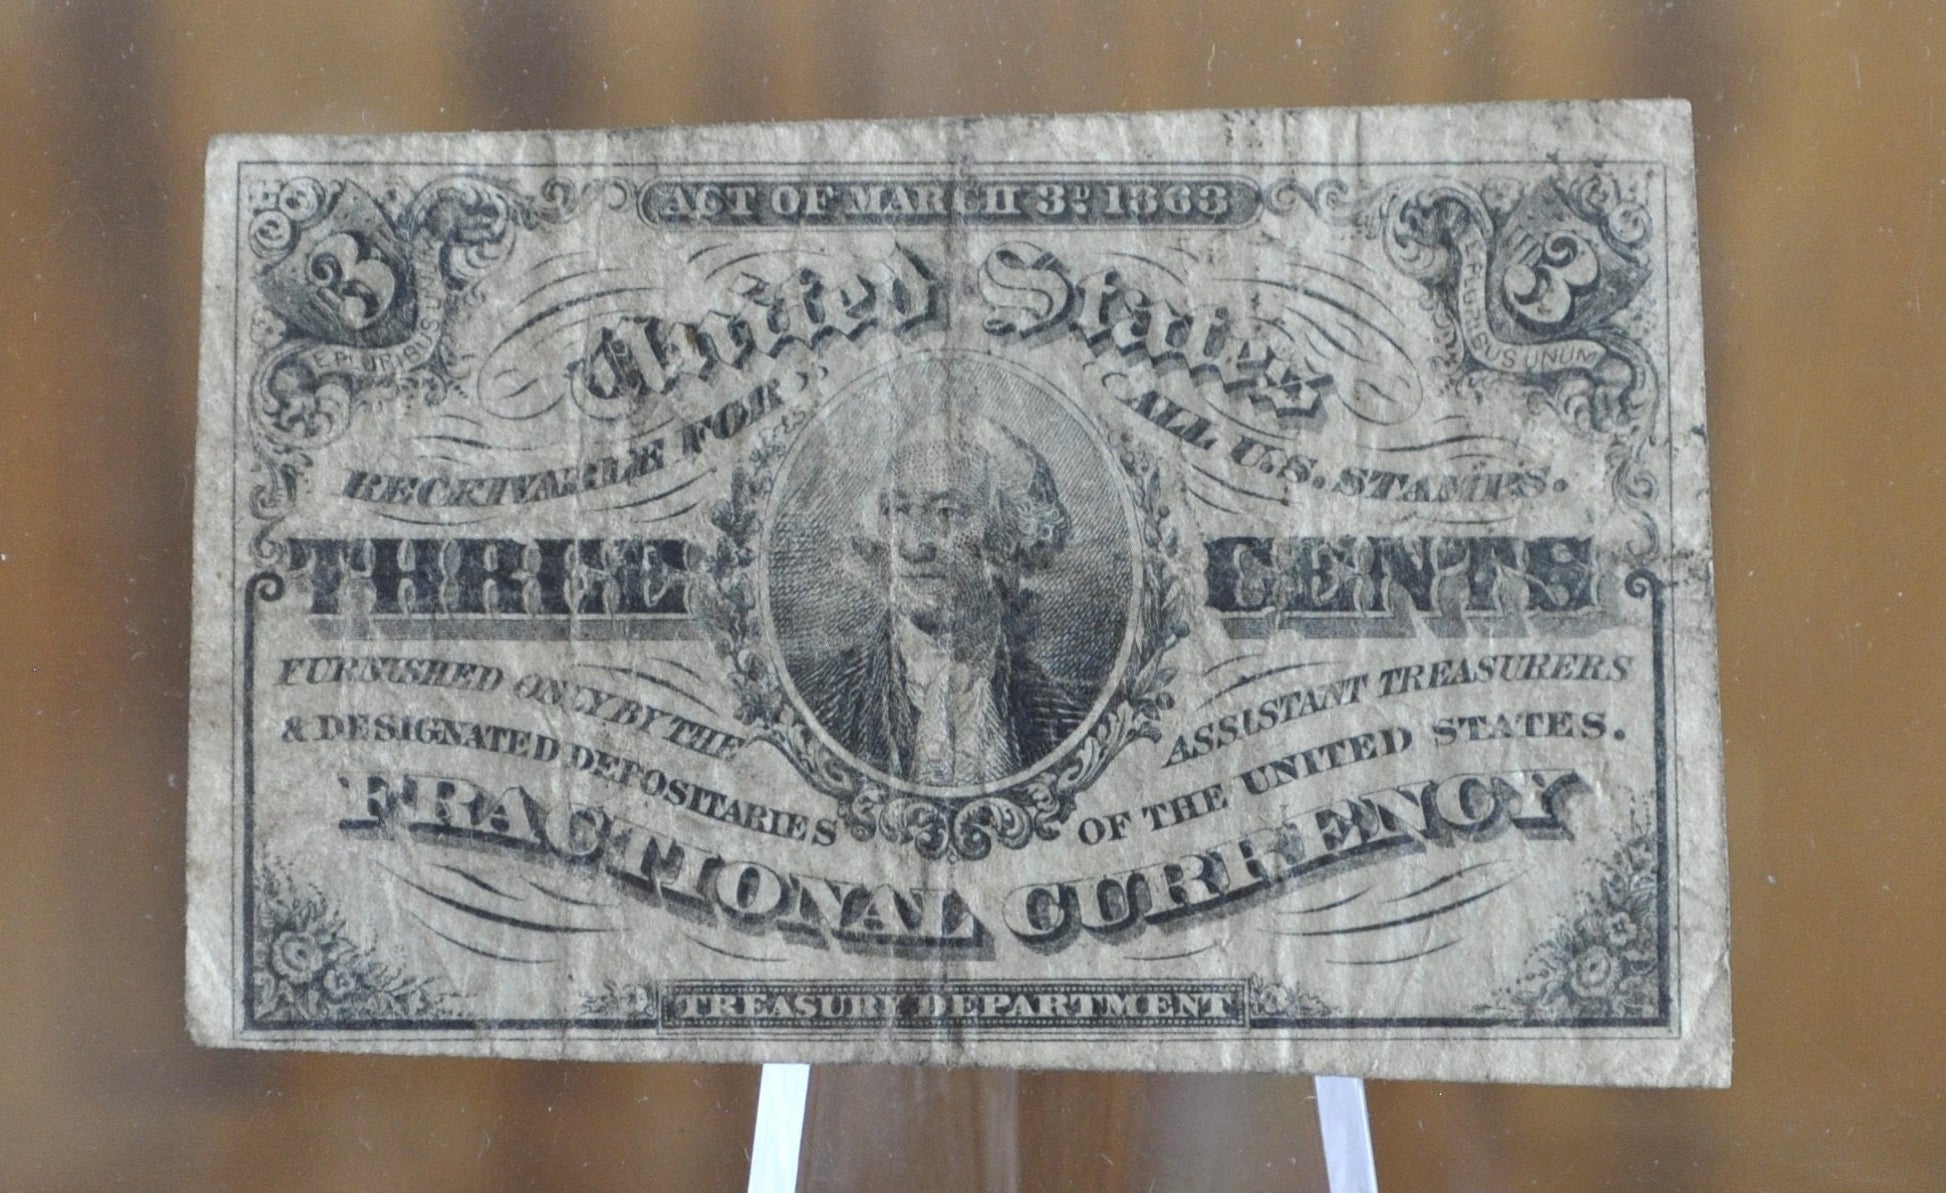 ACT OF MARCH 3D. 1863
3
E PLURIBUS UNUM
3
E PLURIBUS UNUM
United States
RECEIVABLE FOR ALL U.S. STAMPS.
THREE CENTS
FURNISHED ONLY BY THE ASSISTANT TREASURERS
& DESIGNATED DEPOSITARIES OF THE UNITED STATES.
FRACTIONAL CURRENCY
TREASURY DEPARTMENT